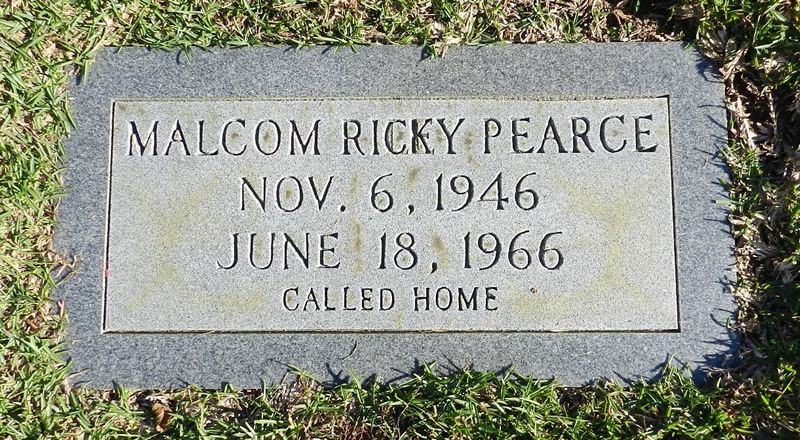 MALCOM RICKY PEARCE
NOV. 6, 1946
JUNE 18, 1966
CALLED HOME